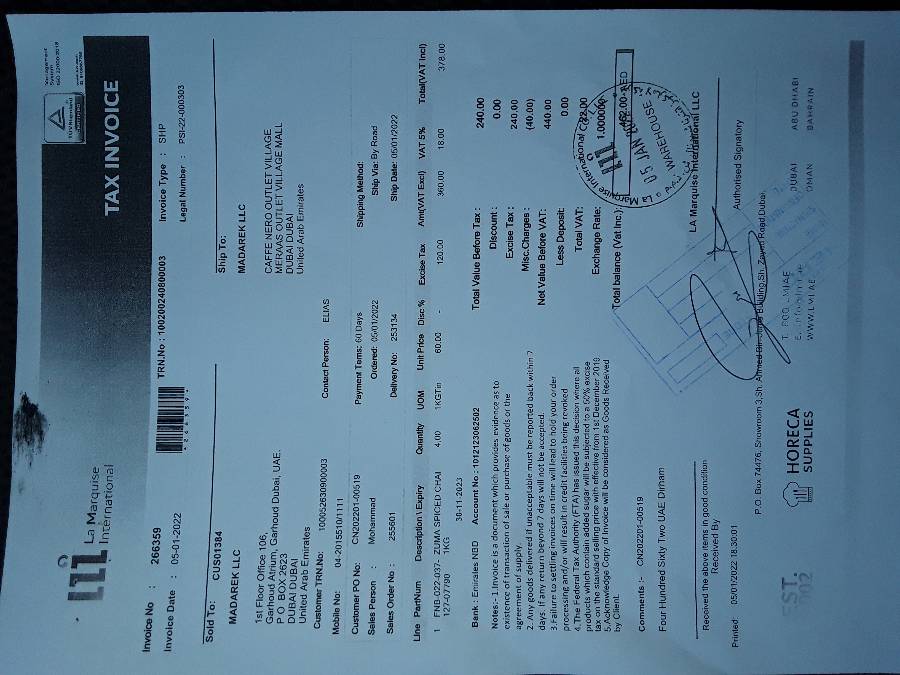 La Marquise
International
Management
System
ISO 22000:2018
TÜVRheinland
CERTIFIED
TAX INVOICE
Invoice No : 266359
TRN.No : 100200240800003
Invoice Type : SHP
Invoice Date : 05-01-2022
Legal Number : PSI-22-000303
Sold To: CUS01384
Ship To:
MADAREK LLC
MADAREK LLC
1st Floor Office 106,
Garhoud Atrium, Garhoud Dubai, UAE.
P.O. BOX 2623
DUBAI DUBAI
United Arab Emirates
CAFFE NERO OUTLET VILLAGE
MERAAS OUTLET VILLAGE MALL
DUBAI DUBAI
United Arab Emirates
Customer TRN.No: 100052630900003
Mobile No: 04-2015510/1111
Contact Person: ELIAS
Customer PO No: CN202201-00519
Payment Terms: 60 Days
Shipping Method:
Sales Person : Mohammad
Ordered: 05/01/2022
Ship Via: By Road
Sales Order No : 255601
Delivery No: 253134
Ship Date: 05/01/2022
Line PartNum Description \ Expiry Quantity UOM Unit Price Disc % Excise Tax Amt(VAT Excl) VAT 5% Total(VAT Incl)
1 FNB-022-037- ZUMA SPICED CHAI 4.00 1KGTin 60.00 - 120.00 360.00 18.00 378.00
127-0790 1KG
30-11-2023
Bank : Emirates NBD Account No : 1012123062502
Notes:- 1.Invoice is a document which provides evidence as to
existence of transaction of sale or purchase of goods or the
agreement of supply.
2. Any goods delivered if unacceptable must be reported back within 7
days. If any return beyond 7 days will not be accepted.
3.Failure to settling invoices on time will lead to hold your order
processing and/or will result in credit facilities being revoked
4.The Federal Tax Authority (FTA) has issued this decision where all
products which contain added sugar will be subjected to a 50% excise
tax on the standard selling price with effective from 1st December 2019
5.Acknowledge Copy of Invoice will be considered as Goods Received
by Client.
Total Value Before Tax : 240.00
Discount : 0.00
Excise Tax : 240.00
Misc.Charges : (40.00)
Net Value Before VAT: 440.00
Less Deposit: 0.00
Total VAT: 22.00
Exchange Rate: 1.00000
Total balance (Vat Inc.) 462.00 AED
La Marquise International
05 JAN
WAREHOUSE
Comments :- CN202201-00519
Four Hundred Sixty Two UAE Dirham
LA Marquise International LLC
Received the above items in good condition
Received By
Authorised Signatory
Printed: 05/01/2022 18:30:01
P.O. Box 74476, Showroom 3,Sh. Ahmed Bin Juma Building,Sh. Zayed Road,Dubai.
EST.
2002
HORECA
SUPPLIES
T. 800 LMIIAE
WWW.LMII.AE
DUBAI
OMAN
ABU DHABI
BAHRAIN